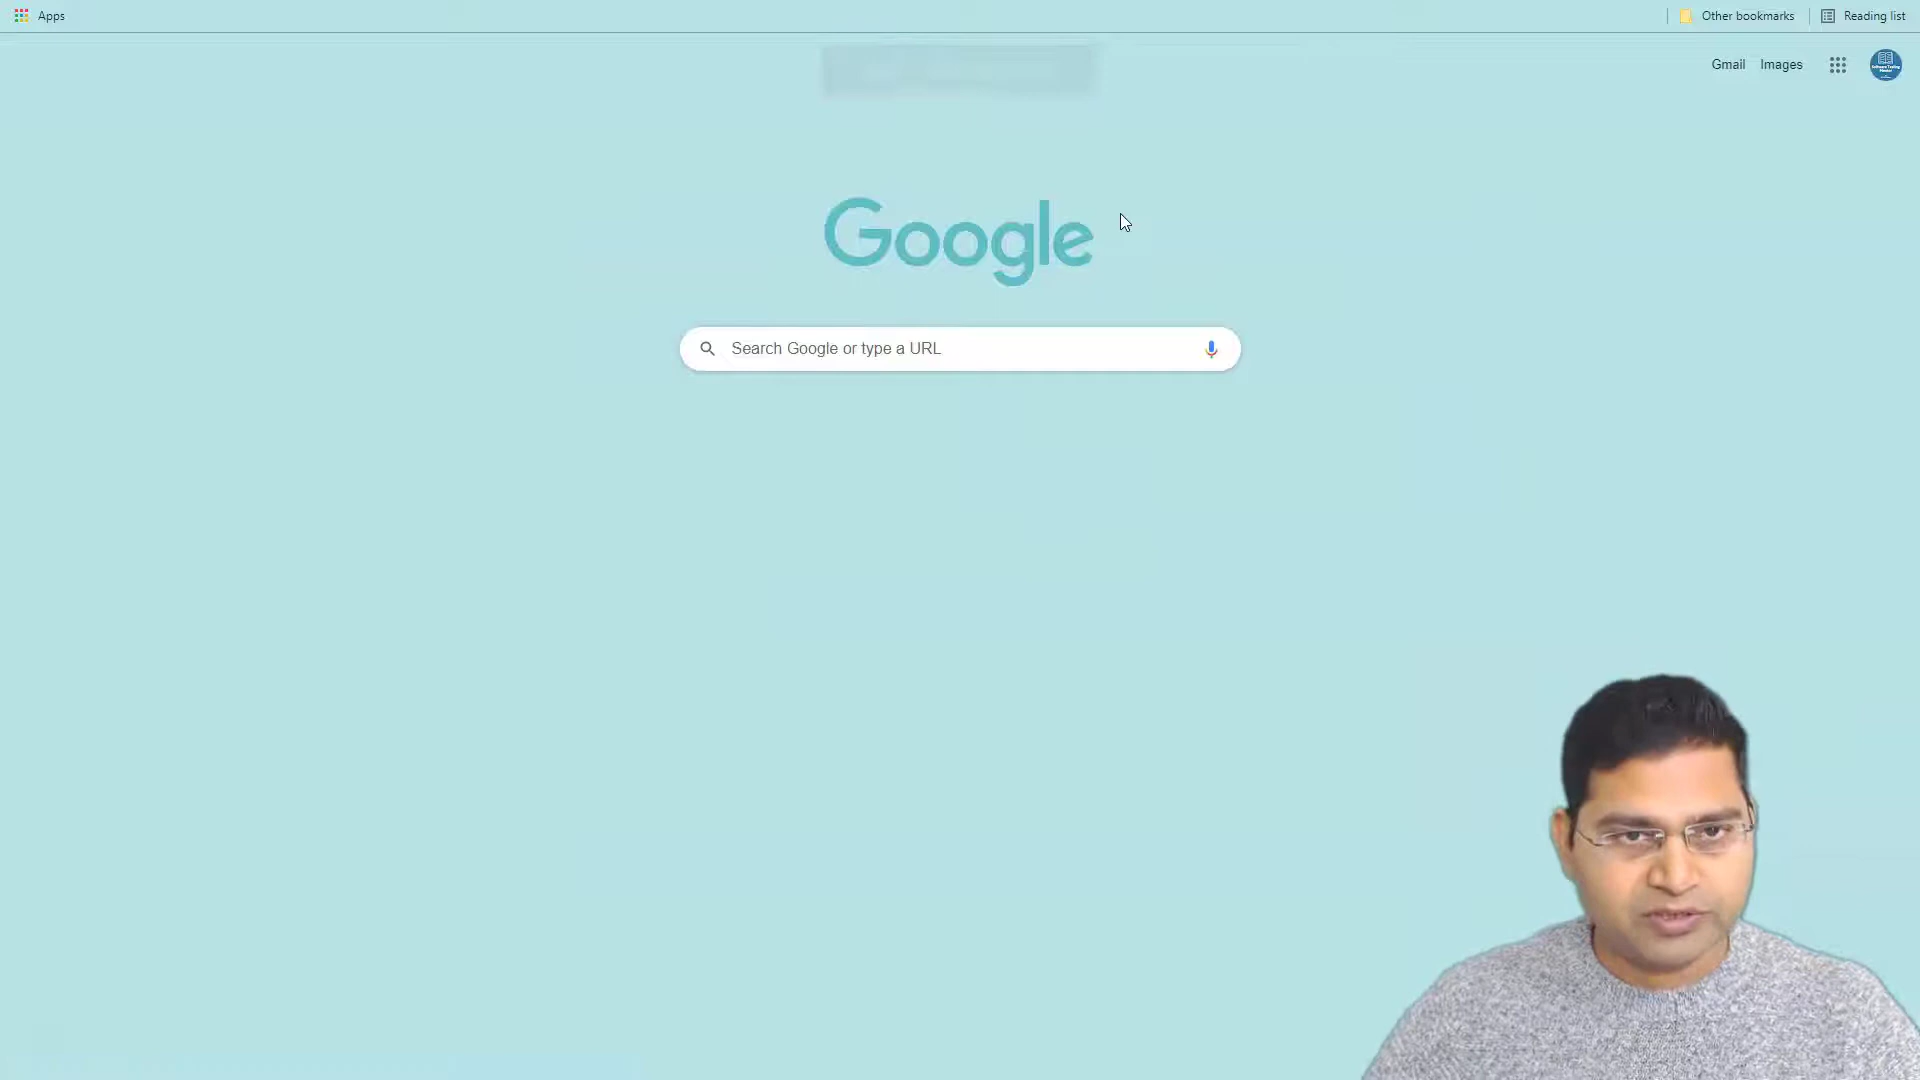 Apps
Other bookmarks
Reading list
Gmail
Images
Google
Search Google or type a URL